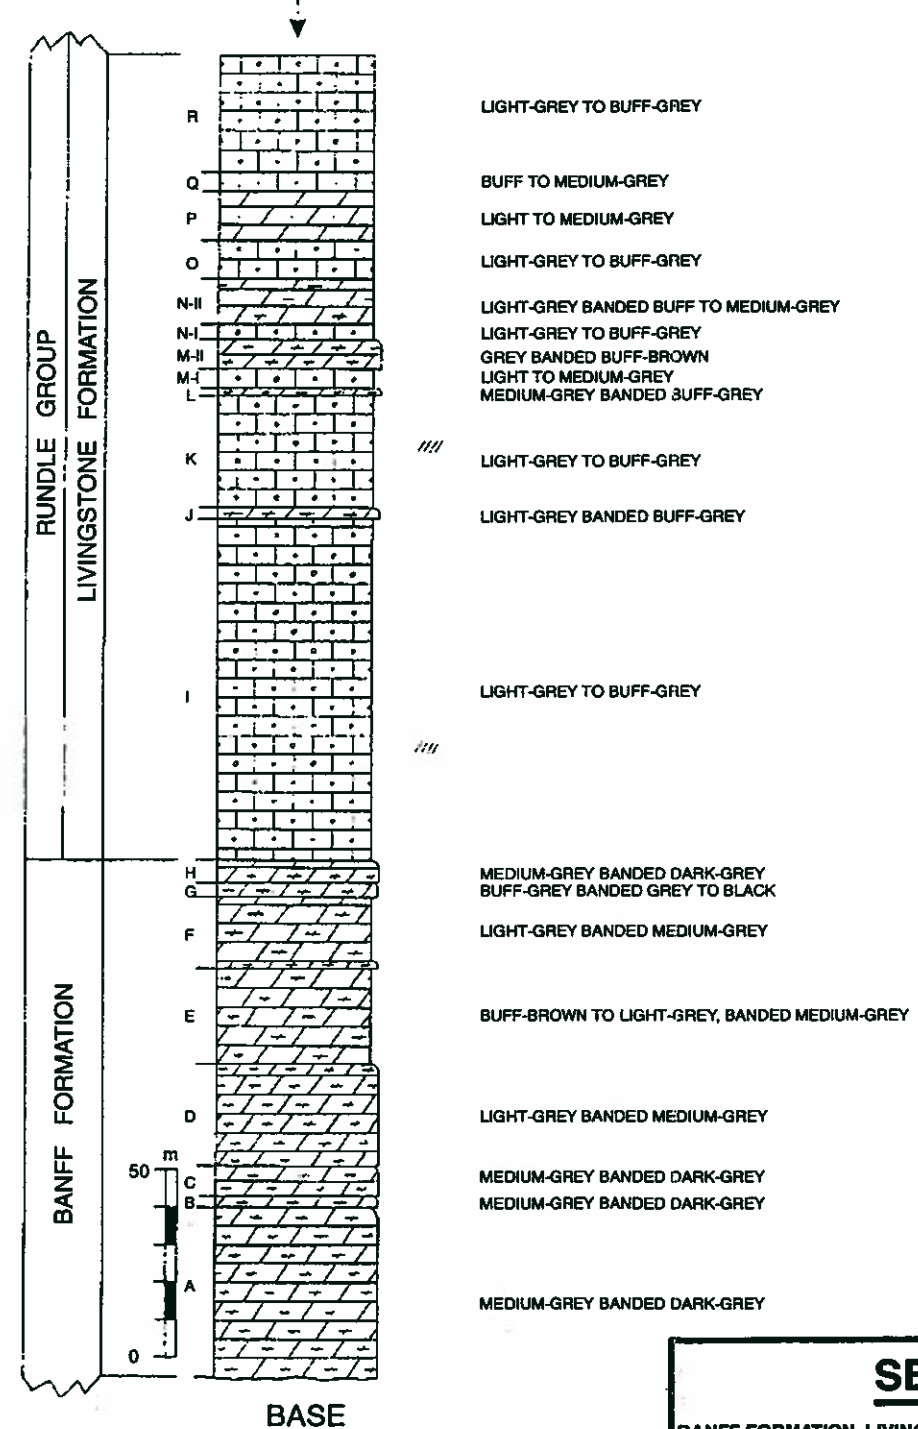 R LIGHT-GREY TO BUFF-GREY
Q BUFF TO MEDIUM-GREY
P LIGHT TO MEDIUM-GREY
O LIGHT-GREY TO BUFF-GREY
N-II LIGHT-GREY BANDED BUFF TO MEDIUM-GREY
N-I LIGHT-GREY TO BUFF-GREY
M-II GREY BANDED BUFF-BROWN
M-I LIGHT TO MEDIUM-GREY
L MEDIUM-GREY BANDED BUFF-GREY
RUNDLE GROUP
LIVINGSTONE FORMATION
K LIGHT-GREY TO BUFF-GREY
J LIGHT-GREY BANDED BUFF-GREY
I LIGHT-GREY TO BUFF-GREY
H MEDIUM-GREY BANDED DARK-GREY
G BUFF-GREY BANDED GREY TO BLACK
F LIGHT-GREY BANDED MEDIUM-GREY
E BUFF-BROWN TO LIGHT-GREY, BANDED MEDIUM-GREY
BANFF FORMATION
D LIGHT-GREY BANDED MEDIUM-GREY
m
50
C MEDIUM-GREY BANDED DARK-GREY
B MEDIUM-GREY BANDED DARK-GREY
A MEDIUM-GREY BANDED DARK-GREY
0
BASE
SE
BANFF FORMATION, LIVING